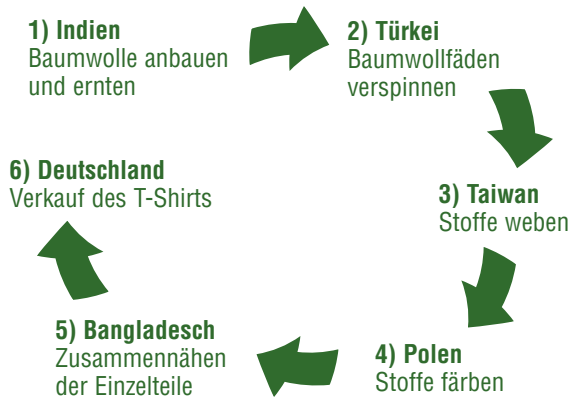 1) Indien
Baumwolle anbauen
und ernten
2) Türkei
Baumwollfäden
verspinnen
3) Taiwan
Stoffe weben
4) Polen
Stoffe färben
5) Bangladesch
Zusammennähen
der Einzelteile
6) Deutschland
Verkauf des T-Shirts